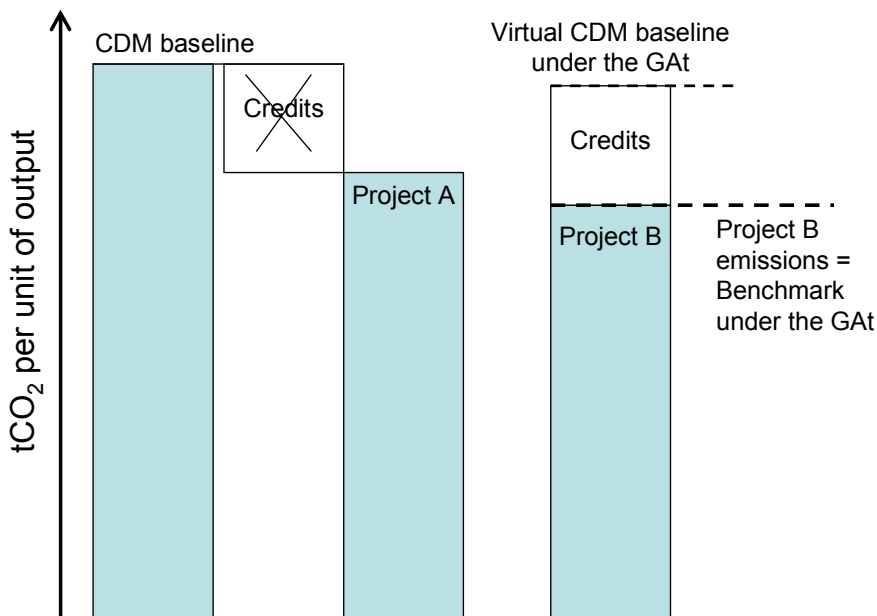 tCO₂ per unit of output
CDM baseline
Credits
Project A
Virtual CDM baseline
under the GAt
Credits
Project B
Project B
emissions =
Benchmark
under the GAt